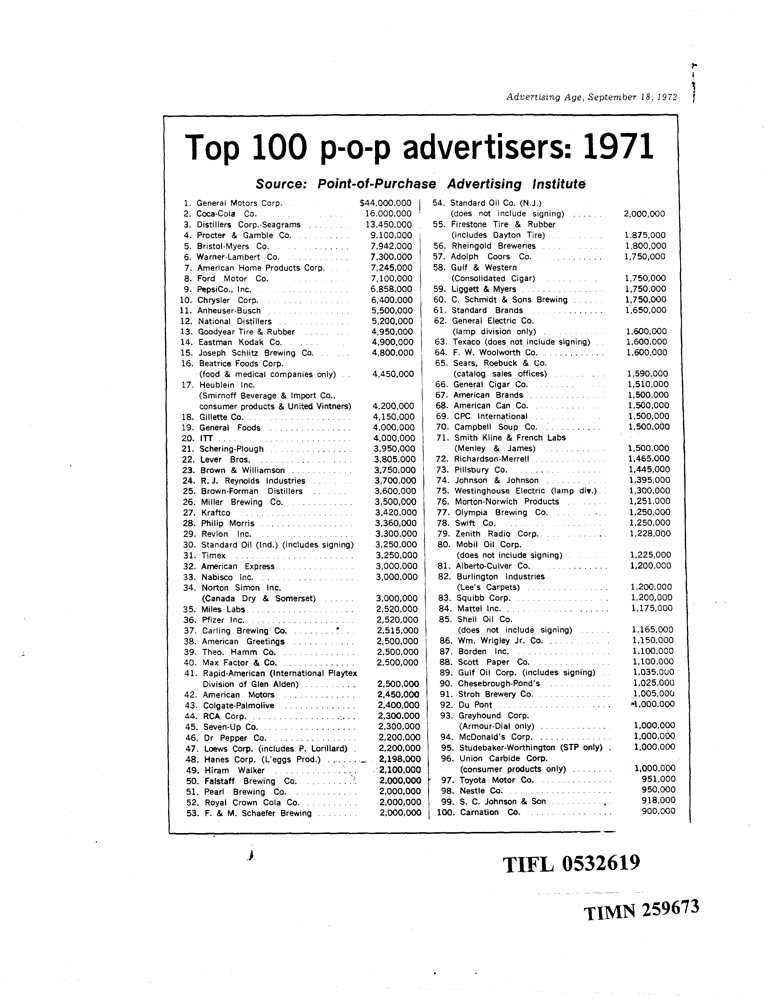 Advertising Age, September 18, 1972
Top 100 p-o-p advertisers: 1971
Source: Point-of-Purchase Advertising Institute
1. General Motors Corp. $44,000,000
2. Coca-Cola Co. 16,000,000
3. Distillers Corp.-Seagrams 13,450,000
4. Procter & Gamble Co. 9,100,000
5. Bristol-Myers Co. 7,942,000
6. Warner-Lambert Co. 7,300,000
7. American Home Products Corp. 7,245,000
8. Ford Motor Co. 7,100,000
9. PepsiCo., Inc. 6,858,000
10. Chrysler Corp. 6,400,000
11. Anheuser-Busch 5,500,000
12. National Distillers 5,200,000
13. Goodyear Tire & Rubber 4,950,000
14. Eastman Kodak Co. 4,900,000
15. Joseph Schlitz Brewing Co. 4,800,000
16. Beatrice Foods Corp.
(food & medical companies only) 4,450,000
17. Heublein Inc.
(Smirnoff Beverage & Import Co.,
consumer products & United Vintners) 4,200,000
18. Gillette Co. 4,150,000
19. General Foods 4,000,000
20. ITT 4,000,000
21. Schering-Plough 3,950,000
22. Lever Bros. 3,805,000
23. Brown & Williamson 3,750,000
24. R. J. Reynolds Industries 3,700,000
25. Brown-Forman Distillers 3,600,000
26. Miller Brewing Co. 3,500,000
27. Kraftco 3,420,000
28. Philip Morris 3,360,000
29. Revlon Inc. 3,300,000
30. Standard Oil (Ind.) (includes signing) 3,250,000
31. Timex 3,250,000
32. American Express 3,000,000
33. Nabisco Inc. 3,000,000
34. Norton Simon Inc.
(Canada Dry & Somerset) 3,000,000
35. Miles Labs 2,520,000
36. Pfizer Inc. 2,520,000
37. Carling Brewing Co. 2,515,000
38. American Greetings 2,500,000
39. Theo. Hamm Co. 2,500,000
40. Max Factor & Co. 2,500,000
41. Rapid-American (International Playtex
Division of Glen Alden) 2,500,000
42. American Motors 2,450,000
43. Colgate-Palmolive 2,400,000
44. RCA Corp. 2,300,000
45. Seven-Up Co. 2,300,000
46. Dr Pepper Co. 2,200,000
47. Loews Corp. (includes P. Lorillard) 2,200,000
48. Hanes Corp. (L'eggs Prod.) 2,198,000
49. Hiram Walker 2,100,000
50. Falstaff Brewing Co. 2,000,000
51. Pearl Brewing Co. 2,000,000
52. Royal Crown Cola Co. 2,000,000
53. F. & M. Schaefer Brewing 2,000,000
54. Standard Oil Co. (N.J.)
(does not include signing) 2,000,000
55. Firestone Tire & Rubber
(includes Dayton Tire) 1,875,000
56. Rheingold Breweries 1,800,000
57. Adolph Coors Co. 1,750,000
58. Gulf & Western
(Consolidated Cigar) 1,750,000
59. Liggett & Myers 1,750,000
60. C. Schmidt & Sons Brewing 1,750,000
61. Standard Brands 1,650,000
62. General Electric Co.
(lamp division only) 1,600,000
63. Texaco (does not include signing) 1,600,000
64. F. W. Woolworth Co. 1,600,000
65. Sears, Roebuck & Co.
(catalog sales offices) 1,590,000
66. General Cigar Co. 1,510,000
67. American Brands 1,500,000
68. American Can Co. 1,500,000
69. CPC International 1,500,000
70. Campbell Soup Co. 1,500,000
71. Smith Kline & French Labs
(Menley & James) 1,500,000
72. Richardson-Merrell 1,465,000
73. Pillsbury Co. 1,445,000
74. Johnson & Johnson 1,395,000
75. Westinghouse Electric (lamp div.) 1,300,000
76. Morton-Norwich Products 1,251,000
77. Olympia Brewing Co. 1,250,000
78. Swift Co. 1,250,000
79. Zenith Radio Corp. 1,228,000
80. Mobil Oil Corp.
(does not include signing) 1,225,000
81. Alberto-Culver Co. 1,200,000
82. Burlington Industries
(Lee's Carpets) 1,200,000
83. Squibb Corp. 1,200,000
84. Mattel Inc. 1,175,000
85. Shell Oil Co.
(does not include signing) 1,165,000
86. Wm. Wrigley Jr. Co. 1,150,000
87. Borden Inc. 1,100,000
88. Scott Paper Co. 1,100,000
89. Gulf Oil Corp. (includes signing) 1,035,000
90. Chesebrough-Pond's 1,025,000
91. Stroh Brewery Co. 1,005,000
92. Du Pont 1,000,000
93. Greyhound Corp.
(Armour-Dial only) 1,000,000
94. McDonald's Corp. 1,000,000
95. Studebaker-Worthington (STP only) 1,000,000
96. Union Carbide Corp.
(consumer products only) 1,000,000
97. Toyota Motor Co. 951,000
98. Nestle Co. 950,000
99. S. C. Johnson & Son 918,000
100. Carnation Co. 900,000
TIFL 0532619
TIMN 259673